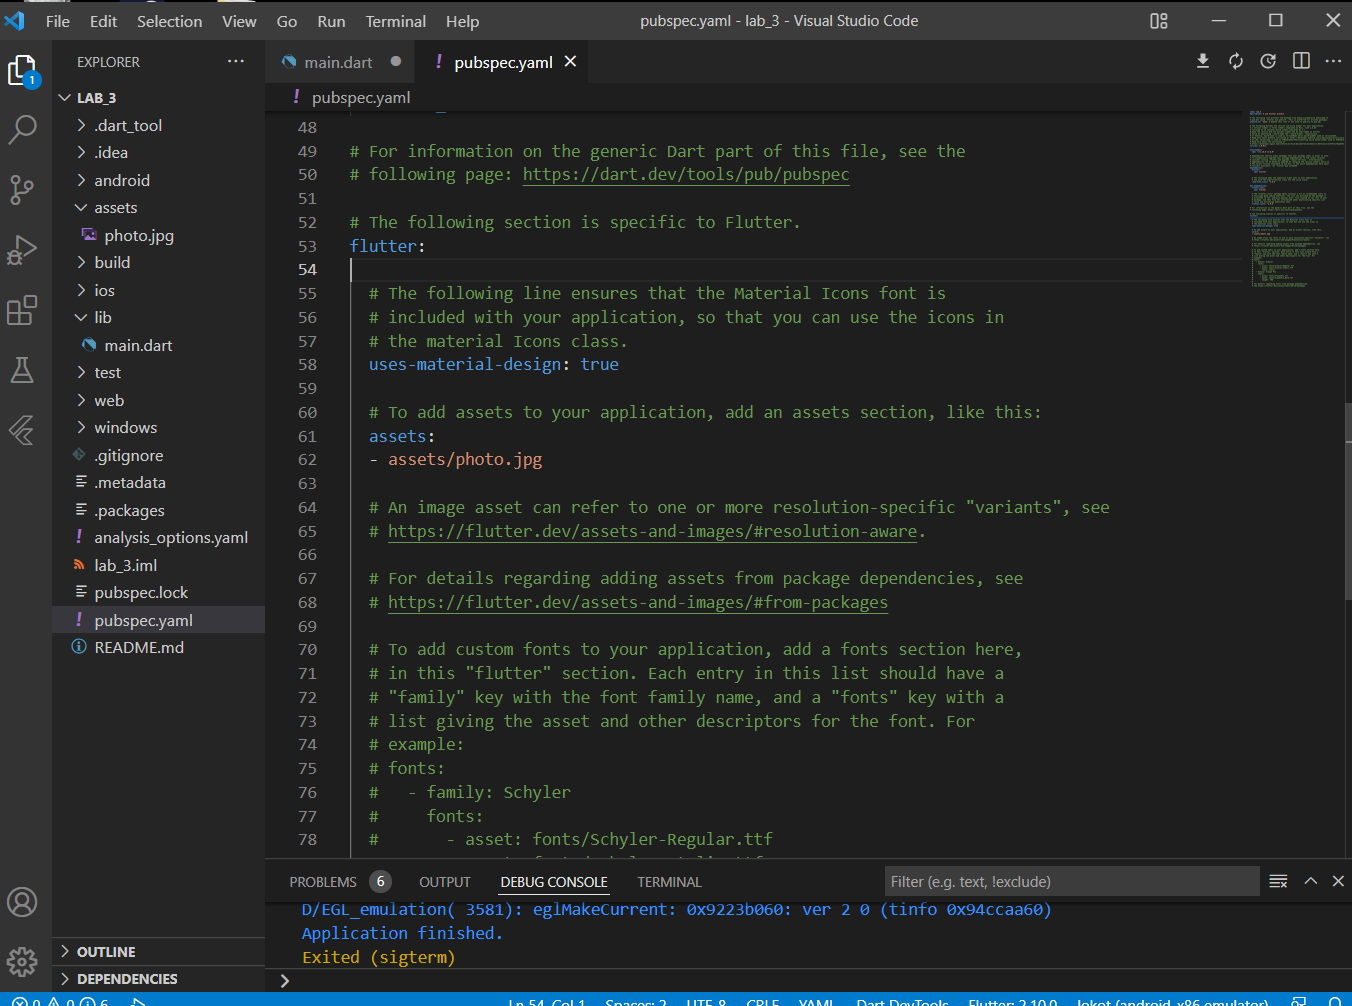 File Edit Selection View Go Run Terminal Help
pubspec.yaml - lab_3 - Visual Studio Code
EXPLORER
1
LAB_3
.dart_tool
.idea
android
assets
photo.jpg
build
ios
lib
main.dart
test
web
windows
.gitignore
.metadata
.packages
analysis_options.yaml
lab_3.iml
pubspec.lock
pubspec.yaml
README.md
OUTLINE
DEPENDENCIES
main.dart
! pubspec.yaml
! pubspec.yaml
48
49 # For information on the generic Dart part of this file, see the
50 # following page: https://dart.dev/tools/pub/pubspec
51
52 # The following section is specific to Flutter.
53 flutter:
54
55 # The following line ensures that the Material Icons font is
56 # included with your application, so that you can use the icons in
57 # the material Icons class.
58 uses-material-design: true
59
60 # To add assets to your application, add an assets section, like this:
61 assets:
62 - assets/photo.jpg
63
64 # An image asset can refer to one or more resolution-specific "variants", see
65 # https://flutter.dev/assets-and-images/#resolution-aware.
66
67 # For details regarding adding assets from package dependencies, see
68 # https://flutter.dev/assets-and-images/#from-packages
69
70 # To add custom fonts to your application, add a fonts section here,
71 # in this "flutter" section. Each entry in this list should have a
72 # "family" key with the font family name, and a "fonts" key with a
73 # list giving the asset and other descriptors for the font. For
74 # example:
75 # fonts:
76 #   - family: Schyler
77 #     fonts:
78 #       - asset: fonts/Schyler-Regular.ttf
PROBLEMS 6 OUTPUT DEBUG CONSOLE TERMINAL
Filter (e.g. text, !exclude)
D/EGL_emulation( 3581): eglMakeCurrent: 0x9223b060: ver 2 0 (tinfo 0x94ccaa60)
Application finished.
Exited (sigterm)
0 0 6 Ln 54, Col 1 Spaces: 2 UTF-8 CRLF YAML Dart DevTools Flutter: 2.10.0 (android-x86 emulator)